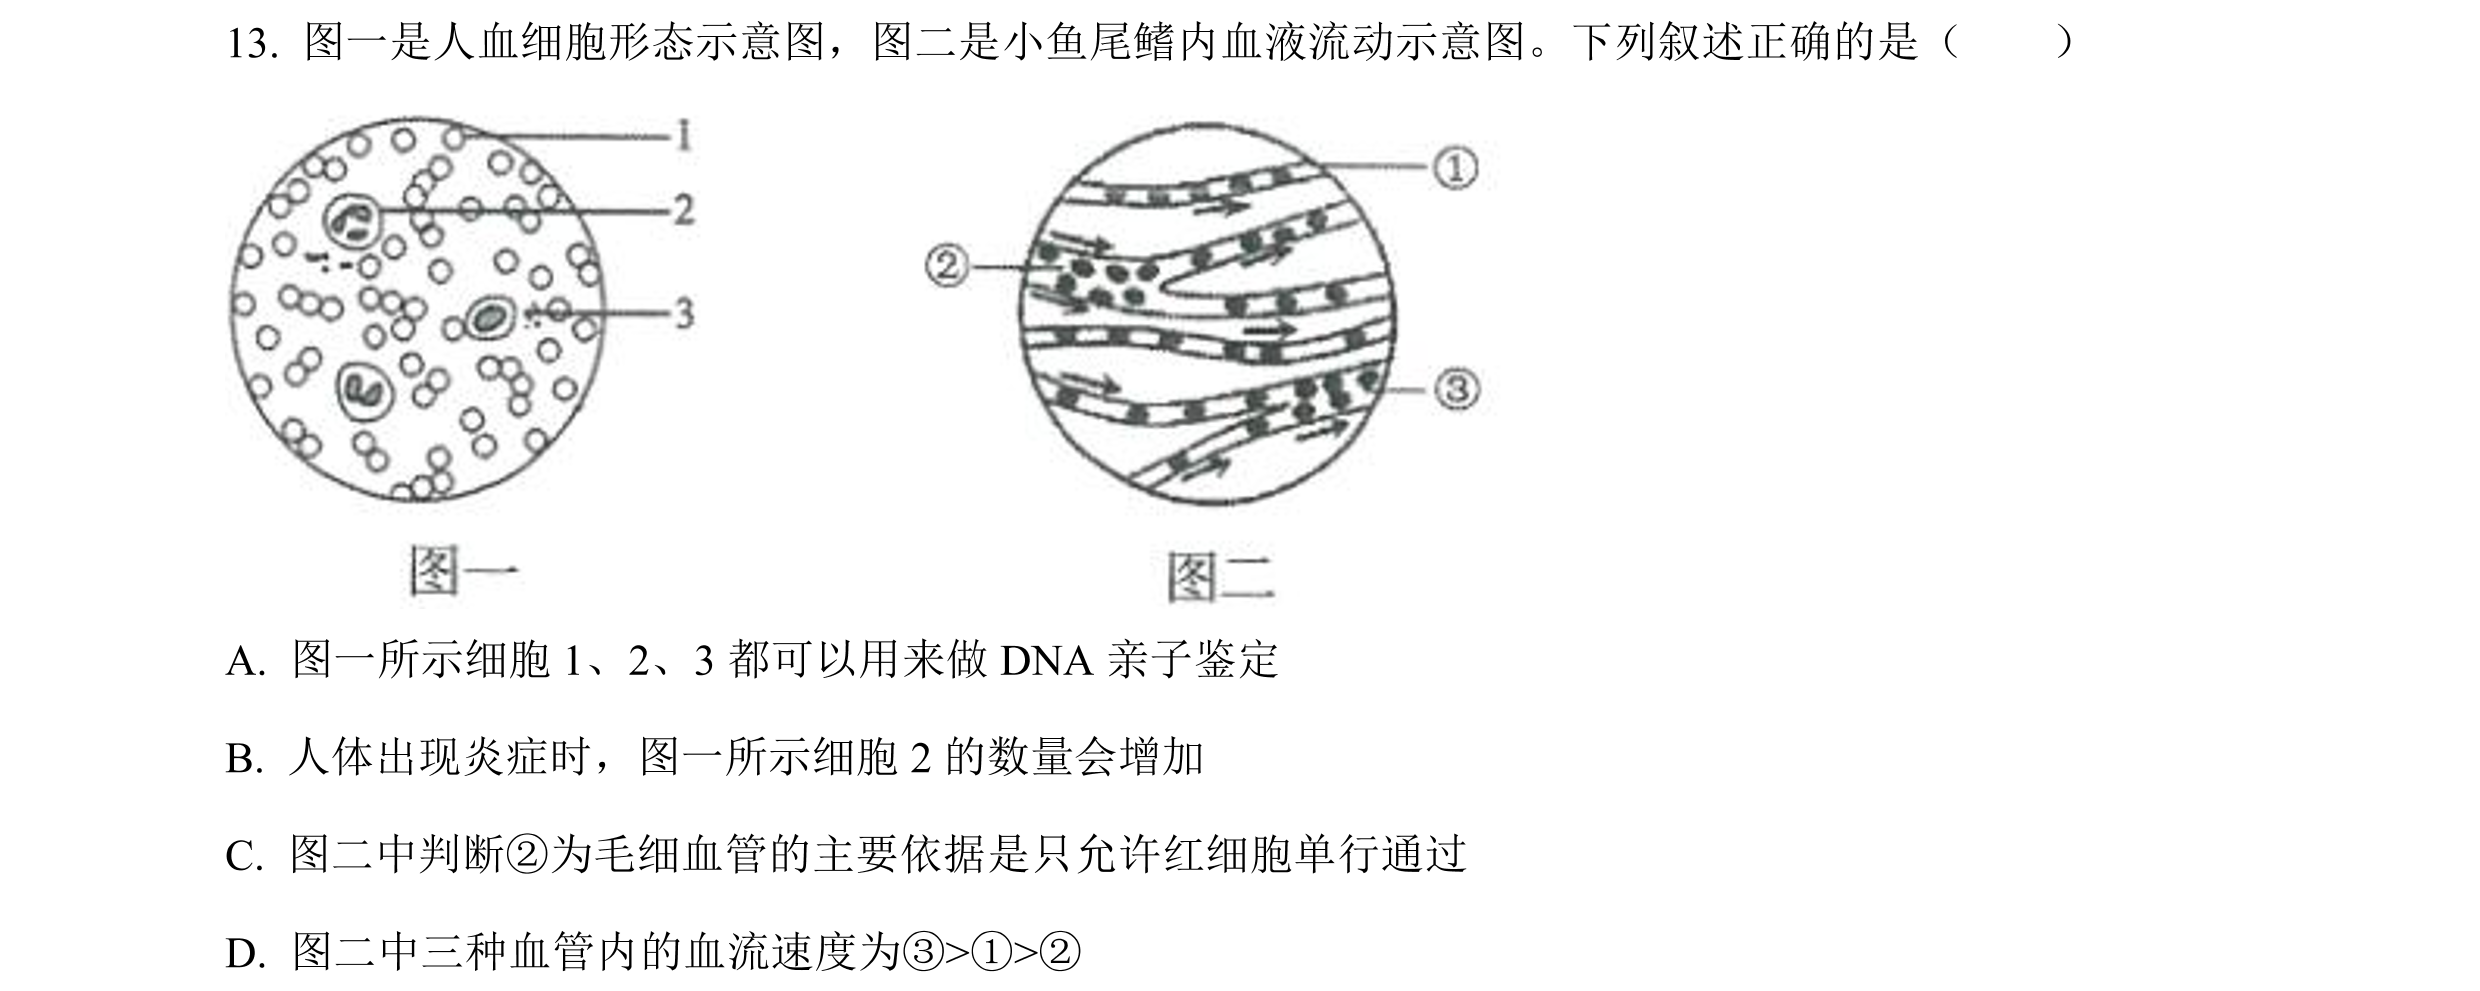 13. 图一是人血细胞形态示意图，图二是小鱼尾鳍内血液流动示意图。下列叙述正确的是（　　）
1
2
3
①
②
③
图一
图二
A. 图一所示细胞 1、2、3 都可以用来做 DNA 亲子鉴定
B. 人体出现炎症时，图一所示细胞 2 的数量会增加
C. 图二中判断②为毛细血管的主要依据是只允许红细胞单行通过
D. 图二中三种血管内的血流速度为③>①>②